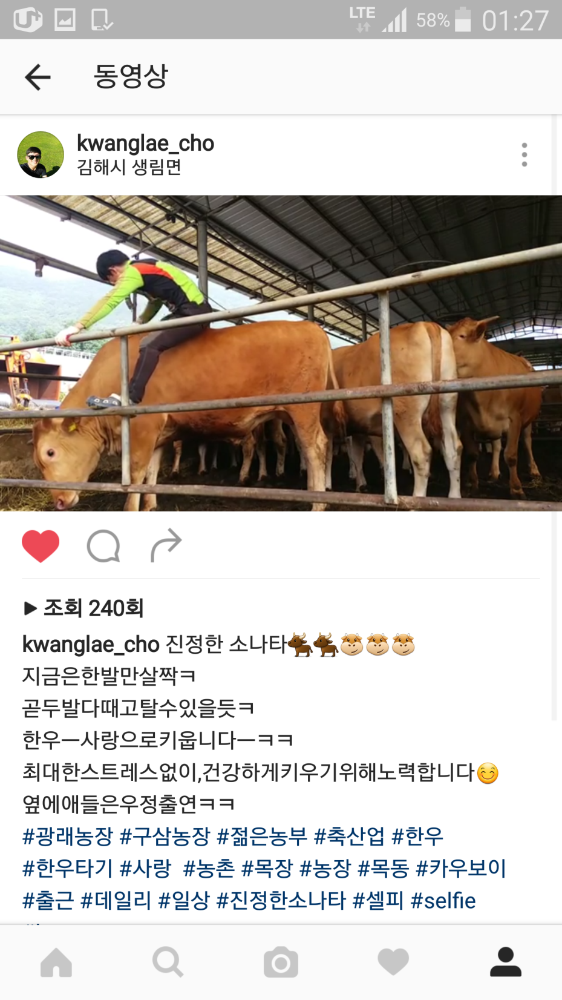 LTE 58% 01:27
동영상
kwanglae_cho
김해시 생림면
▶ 조회 240회
kwanglae_cho 진정한 소나타🐂🐂🐮🐮🐮
지금은한발만살짝ㅋ
곧두발다때고탈수있을듯ㅋ
한우ㅡ사랑으로키웁니다ㅡㅋㅋ
최대한스트레스없이,건강하게키우기위해노력합니다😊
옆에애들은우정출연ㅋㅋ
#광래농장 #구삼농장 #젊은농부 #축산업 #한우
#한우타기 #사랑 #농촌 #목장 #농장 #목동 #카우보이
#출근 #데일리 #일상 #진정한소나타 #셀피 #selfie